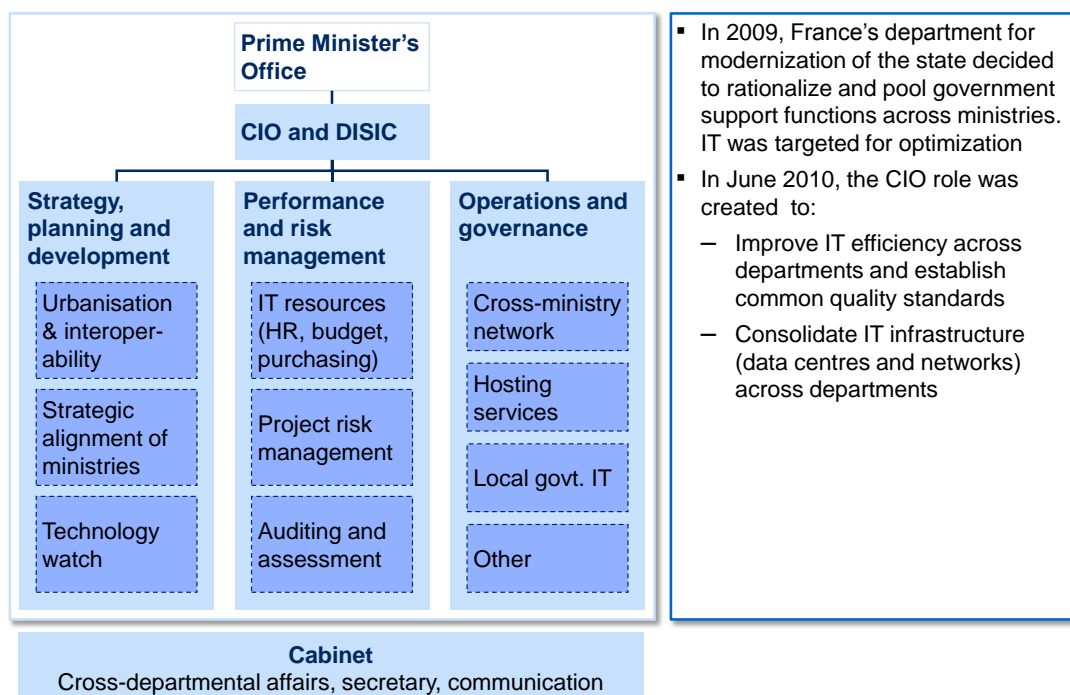 Prime Minister's
Office
CIO and DISIC
Strategy,
planning and
development
Urbanisation
& interoper-
ability
Strategic
alignment of
ministries
Technology
watch
Performance
and risk
management
IT resources
(HR, budget,
purchasing)
Project risk
management
Auditing and
assessment
Operations and
governance
Cross-ministry
network
Hosting
services
Local govt. IT
Other
Cabinet
Cross-departmental affairs, secretary, communication
▪ In 2009, France's department for
modernization of the state decided
to rationalize and pool government
support functions across ministries.
IT was targeted for optimization
▪ In June 2010, the CIO role was
created to:
– Improve IT efficiency across
departments and establish
common quality standards
– Consolidate IT infrastructure
(data centres and networks)
across departments